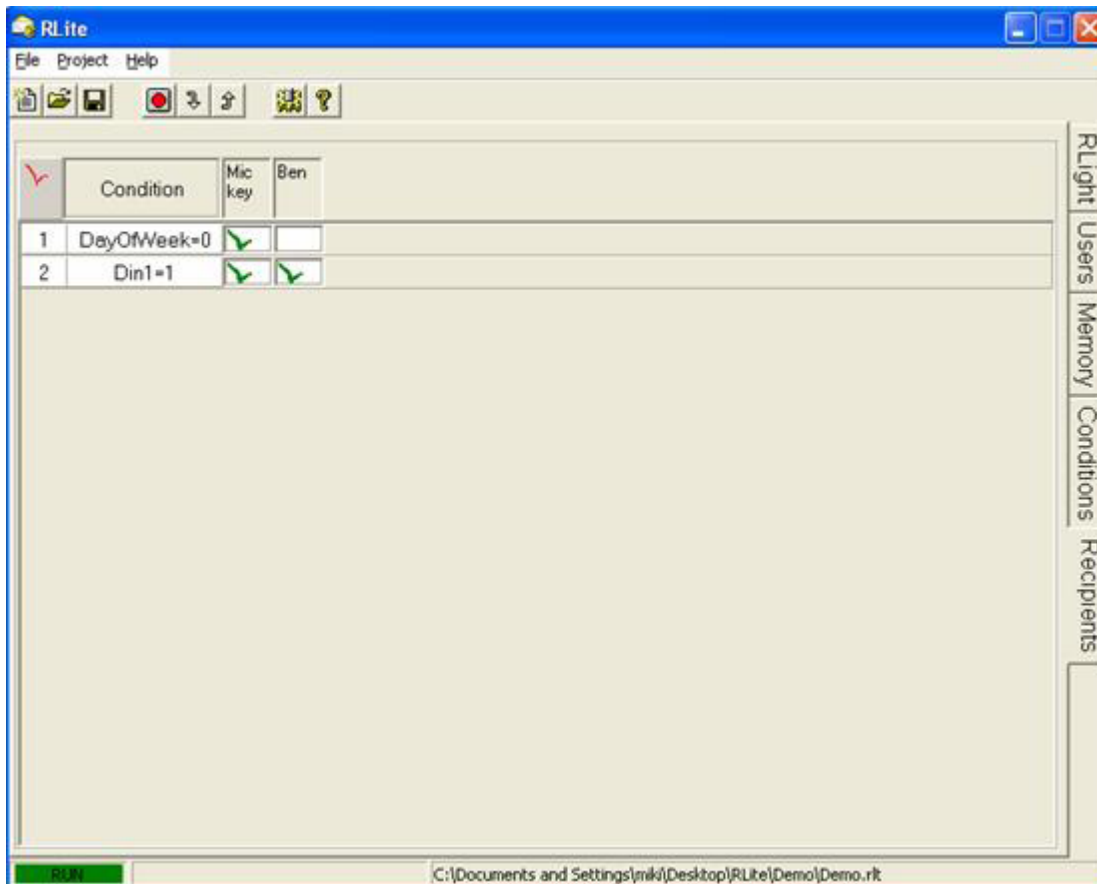 RLite
File Project Help
Condition Mic key Ben
1 DayOfWeek=0
2 Din1=1
RLight
Users
Memory
Conditions
Recipients
RUN C:\Documents and Settings\miki\Desktop\RLite\Demo\Demo.rlt